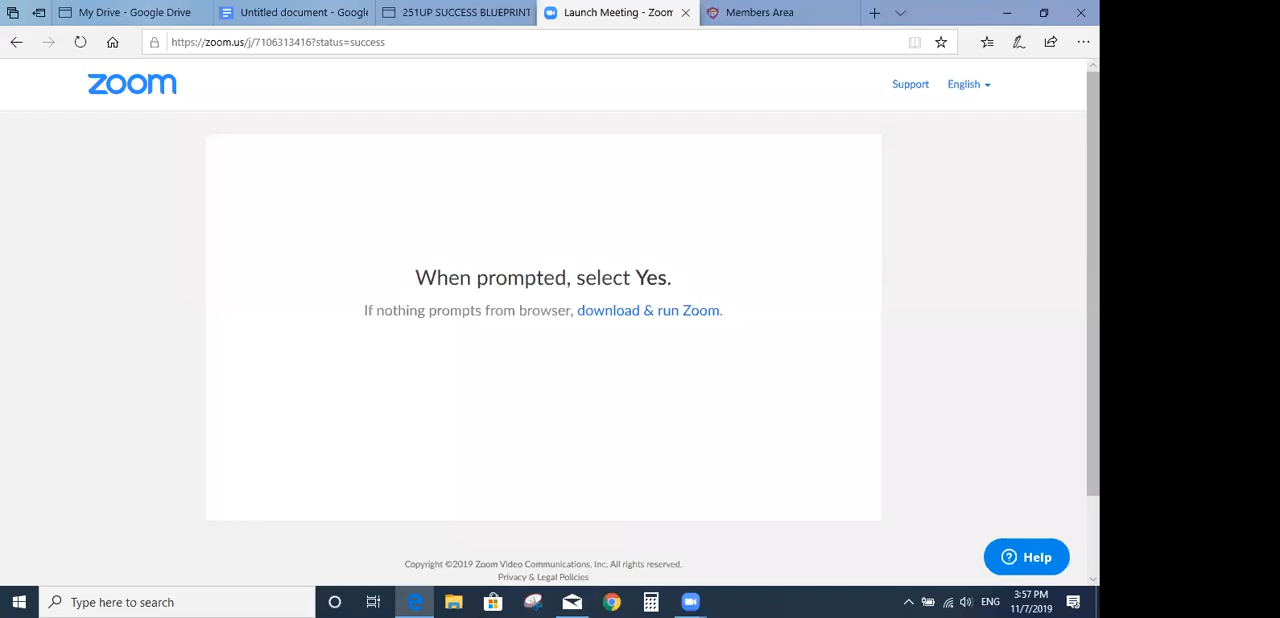 My Drive - Google Drive
Untitled document - Google
251UP SUCCESS BLUEPRINT
Launch Meeting - Zoom
Members Area
https://zoom.us/j/7106313416?status=success
zoom
Support
English
When prompted, select Yes.
If nothing prompts from browser, download & run Zoom.
Help
Copyright ©2019 Zoom Video Communications, Inc. All rights reserved.
Privacy & Legal Policies
Type here to search
ENG
3:57 PM
11/7/2019